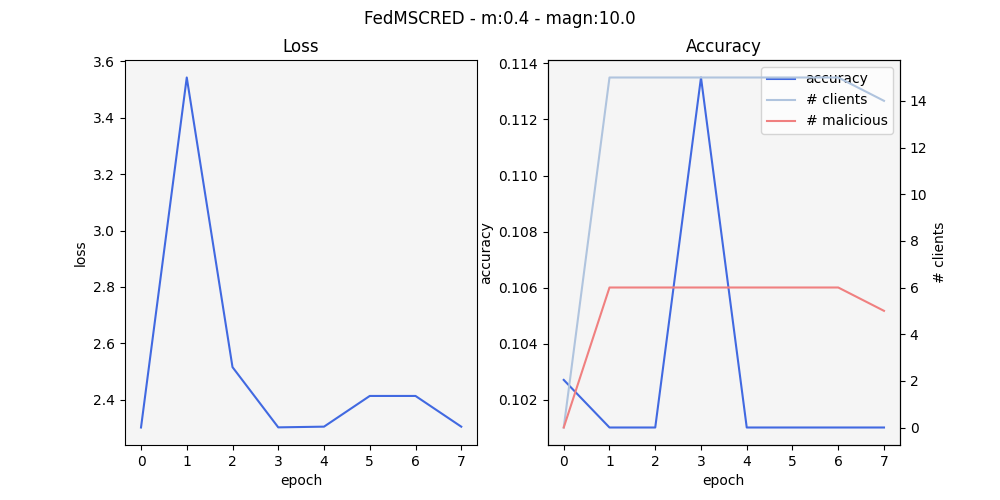 FedMSCRED - m:0.4 - magn:10.0
Loss
3.6
3.4
3.2
3.0
2.8
2.6
2.4
loss
0 1 2 3 4 5 6 7
epoch
Accuracy
0.114
0.112
0.110
0.108
0.106
0.104
0.102
accuracy
accuracy
# clients
# malicious
14
12
10
8
6
4
2
0
# clients
0 1 2 3 4 5 6 7
epoch